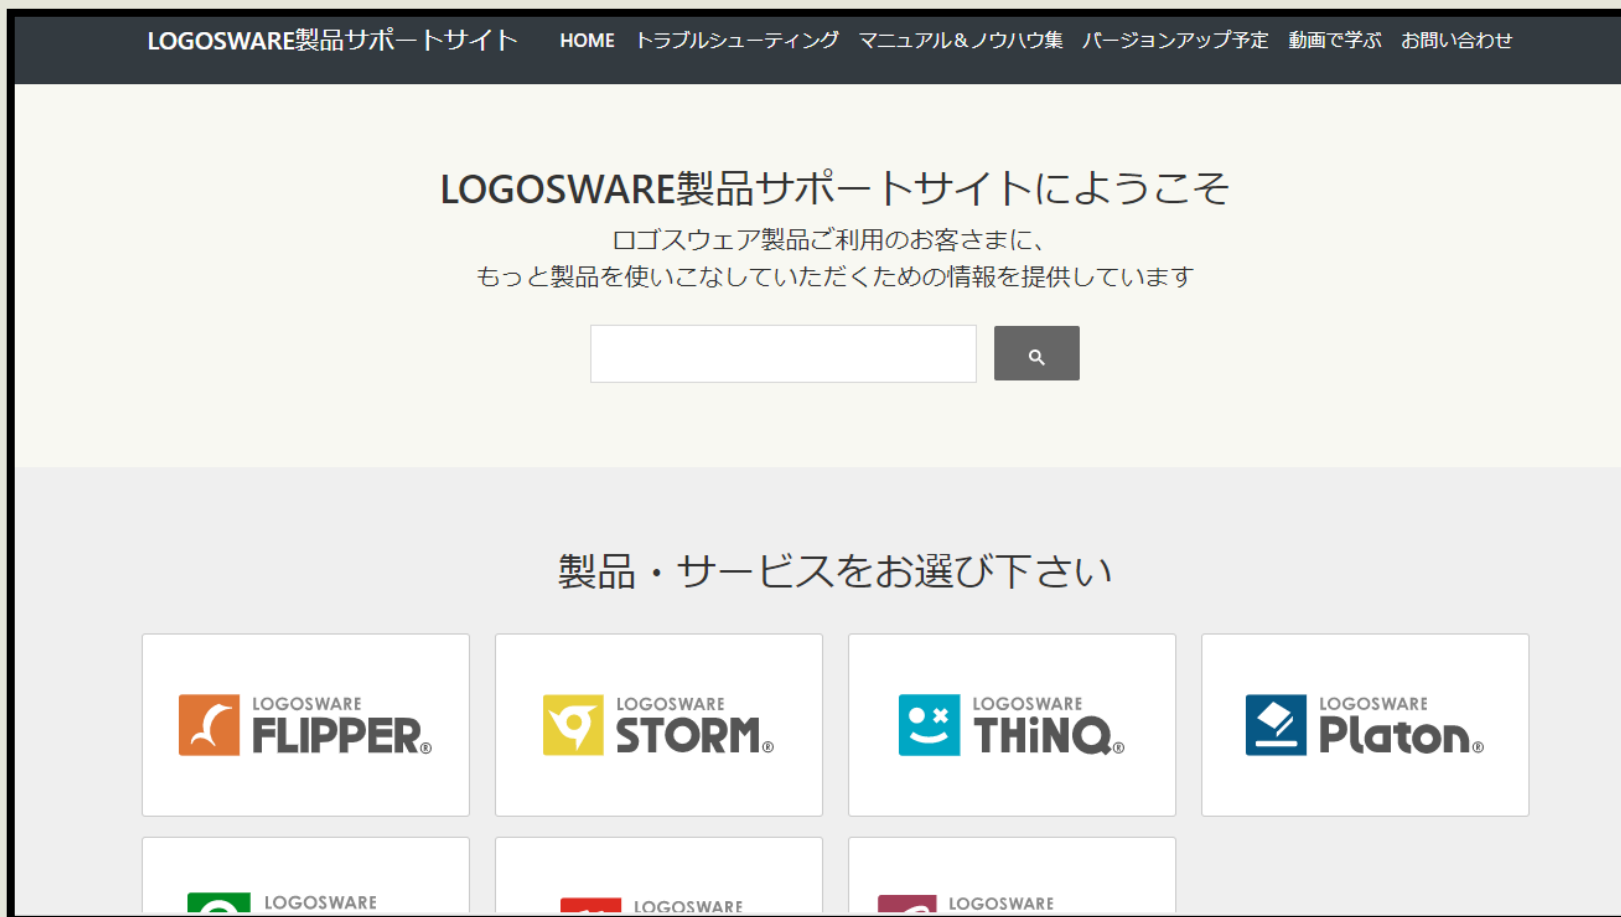 LOGOSWARE製品サポートサイト HOME トラブルシューティング マニュアル&ノウハウ集 バージョンアップ予定 動画で学ぶ お問い合わせ
LOGOSWARE製品サポートサイトにようこそ
ロゴスウェア製品ご利用のお客さまに、
もっと製品を使いこなしていただくための情報を提供しています
製品・サービスをお選び下さい
LOGOSWARE
FLIPPER®
LOGOSWARE
STORM®
LOGOSWARE
THiNQ®
LOGOSWARE
Platon®
LOGOSWARE
LOGOSWARE
LOGOSWARE